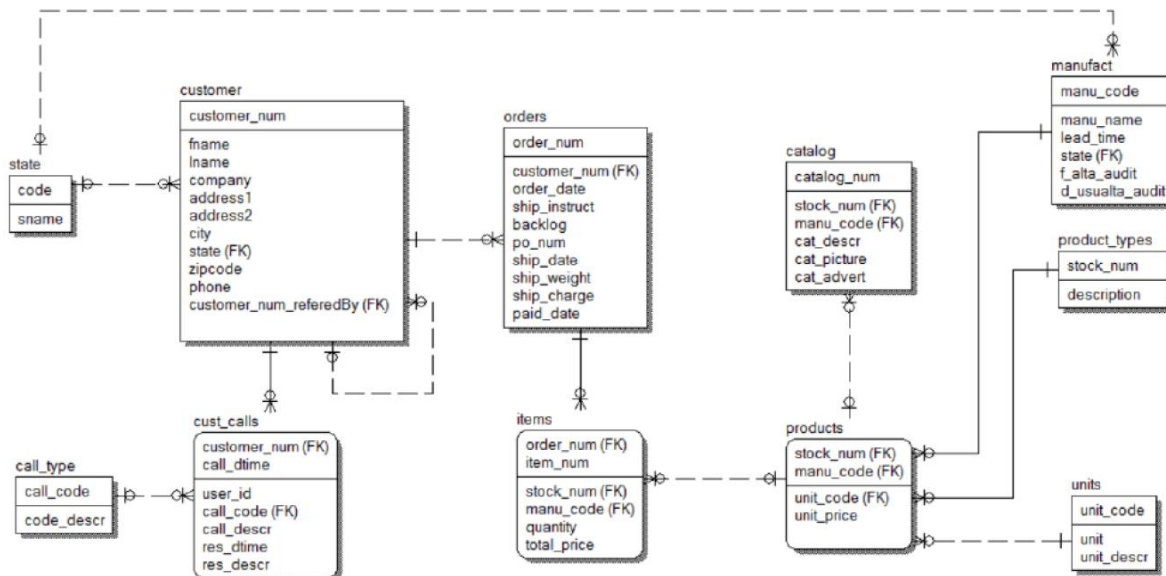 state
code
sname
customer
customer_num
fname
lname
company
address1
address2
city
state (FK)
zipcode
phone
customer_num_referedBy (FK)
orders
order_num
customer_num (FK)
order_date
ship_instruct
backlog
po_num
ship_date
ship_weight
ship_charge
paid_date
catalog
catalog_num
stock_num (FK)
manu_code (FK)
cat_descr
cat_picture
cat_advert
manufact
manu_code
manu_name
lead_time
state (FK)
f_alta_audit
d_usualta_audit
product_types
stock_num
description
call_type
call_code
code_descr
cust_calls
customer_num (FK)
call_dtime
user_id
call_code (FK)
call_descr
res_dtime
res_descr
items
order_num (FK)
item_num
stock_num (FK)
manu_code (FK)
quantity
total_price
products
stock_num (FK)
manu_code (FK)
unit_code (FK)
unit_price
units
unit_code
unit
unit_descr